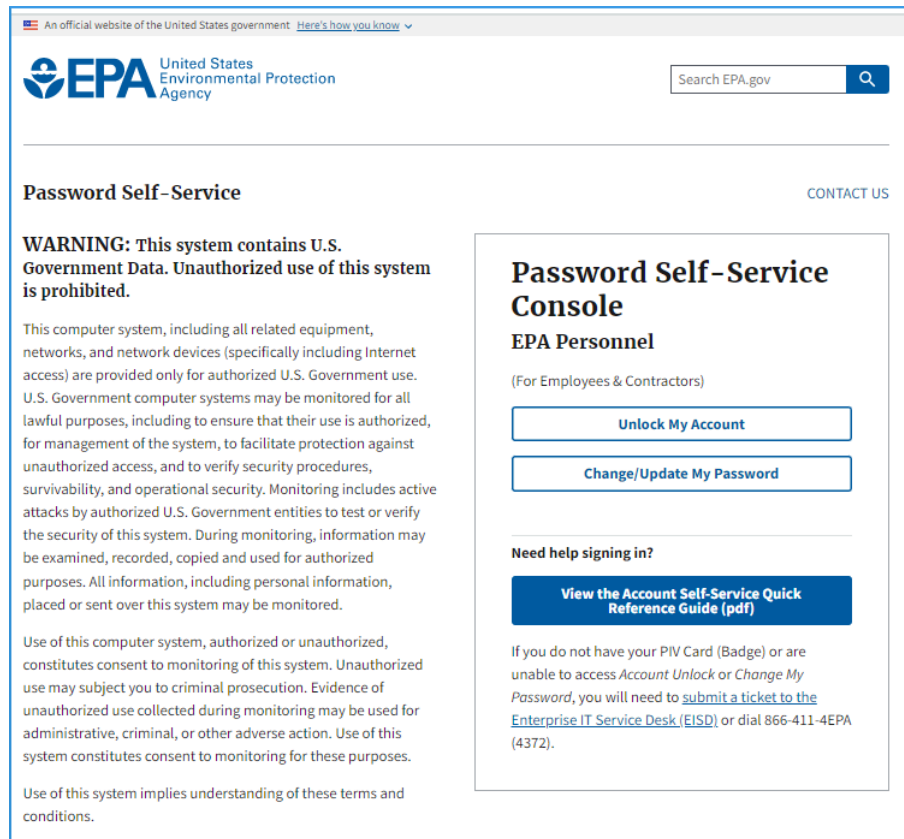 An official website of the United States government Here's how you know
EPA United States
Environmental Protection
Agency
Search EPA.gov
Password Self-Service
CONTACT US
WARNING: This system contains U.S.
Government Data. Unauthorized use of this system
is prohibited.
This computer system, including all related equipment,
networks, and network devices (specifically including Internet
access) are provided only for authorized U.S. Government use.
U.S. Government computer systems may be monitored for all
lawful purposes, including to ensure that their use is authorized,
for management of the system, to facilitate protection against
unauthorized access, and to verify security procedures,
survivability, and operational security. Monitoring includes active
attacks by authorized U.S. Government entities to test or verify
the security of this system. During monitoring, information may
be examined, recorded, copied and used for authorized
purposes. All information, including personal information,
placed or sent over this system may be monitored.
Use of this computer system, authorized or unauthorized,
constitutes consent to monitoring of this system. Unauthorized
use may subject you to criminal prosecution. Evidence of
unauthorized use collected during monitoring may be used for
administrative, criminal, or other adverse action. Use of this
system constitutes consent to monitoring for these purposes.
Use of this system implies understanding of these terms and
conditions.
Password Self-Service
Console
EPA Personnel
(For Employees & Contractors)
Unlock My Account
Change/Update My Password
Need help signing in?
View the Account Self-Service Quick
Reference Guide (pdf)
If you do not have your PIV Card (Badge) or are
unable to access Account Unlock or Change My
Password, you will need to submit a ticket to the
Enterprise IT Service Desk (EISD) or dial 866-411-4EPA
(4372).